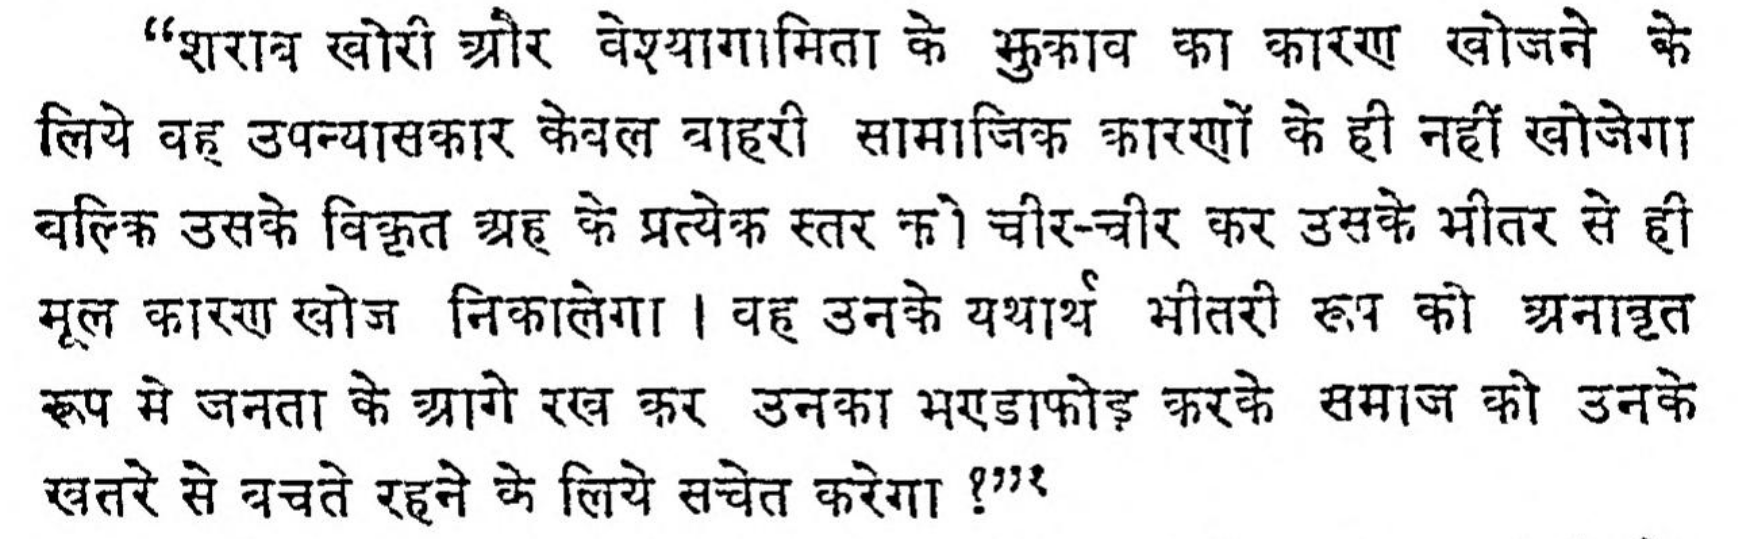 “शराब खोरी और वेश्यागामिता के झुकाव का कारण खोजने के
लिये वह उपन्यासकार केवल बाहरी सामाजिक कारणों के ही नहीं खोजेगा
बल्कि उसके विकृत अह के प्रत्येक स्तर को चीर-चीर कर उसके भीतर से ही
मूल कारण खोज निकालेगा । वह उनके यथार्थ भीतरी रूप को अनावृत
रूप मे जनता के आगे रख कर उनका भण्डाफोड़ करके समाज को उनके
खतरे से बचते रहने के लिये सचेत करेगा !”१